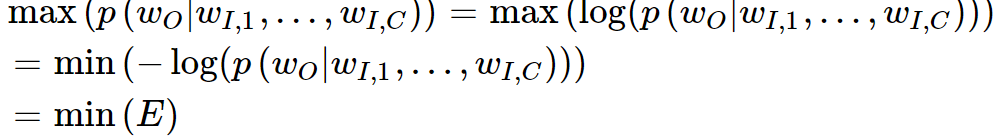 max (p (w_O|w_{I,1}, …, w_{I,C})) = max (log(p (w_O|w_{I,1}, …, w_{I,C})))
= min (− log(p (w_O|w_{I,1}, …, w_{I,C})))
= min (E)